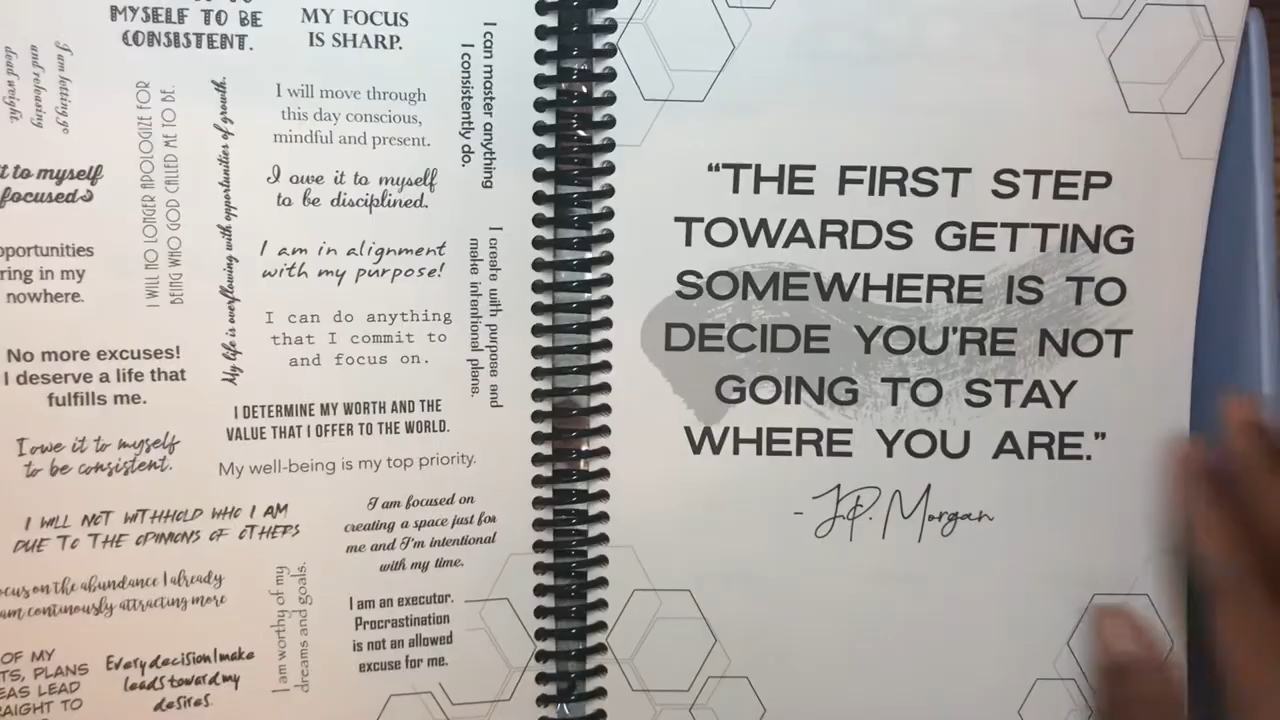 MYSELF TO BE
CONSISTENT.
MY FOCUS
IS SHARP.
I can master anything
I consistently do.
I am letting go
and releasing
dead weight.
I WILL NO LONGER APOLOGIZE FOR
BEING WHO GOD CALLED ME TO BE.
My life is overflowing with opportunities of growth.
I will move through
this day conscious,
mindful and present.
t to myself
focused
I owe it to myself
to be disciplined.
I am in alignment
with my purpose!
I create with purpose and
make intentional plans.
pportunities
ring in my
nowhere.
I can do anything
that I commit to
and focus on.
No more excuses!
I deserve a life that
fulfills me.
I DETERMINE MY WORTH AND THE
VALUE THAT I OFFER TO THE WORLD.
I owe it to myself
to be consistent.
My well-being is my top priority.
I WILL NOT WITHHOLD WHO I AM
DUE TO THE OPINIONS OF OTHERS
I am focused on
creating a space just for
me and I'm intentional
with my time.
ocus on the abundance I already
am continuously attracting more
I am worthy of my
dreams and goals.
I am an executor.
Procrastination
is not an allowed
excuse for me.
OF MY
TS, PLANS
EAS LEAD
AIGHT TO
Every decision I make
leads toward my
desires.
“THE FIRST STEP
TOWARDS GETTING
SOMEWHERE IS TO
DECIDE YOU'RE NOT
GOING TO STAY
WHERE YOU ARE.”
- J.P. Morgan